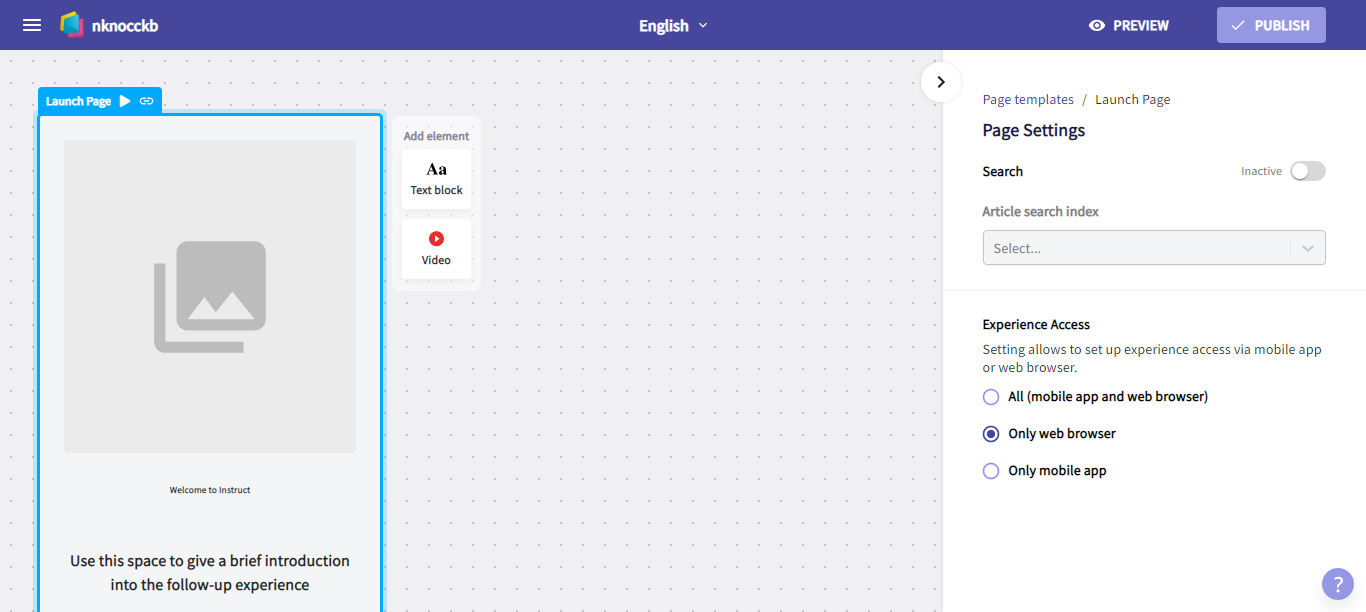 nknocckb
English
PREVIEW
PUBLISH
Launch Page
Add element
Aa
Text block
Video
Welcome to Instruct
Use this space to give a brief introduction
into the follow-up experience
Page templates / Launch Page
Page Settings
Search
Inactive
Article search index
Select...
Experience Access
Setting allows to set up experience access via mobile app
or web browser.
All (mobile app and web browser)
Only web browser
Only mobile app
?